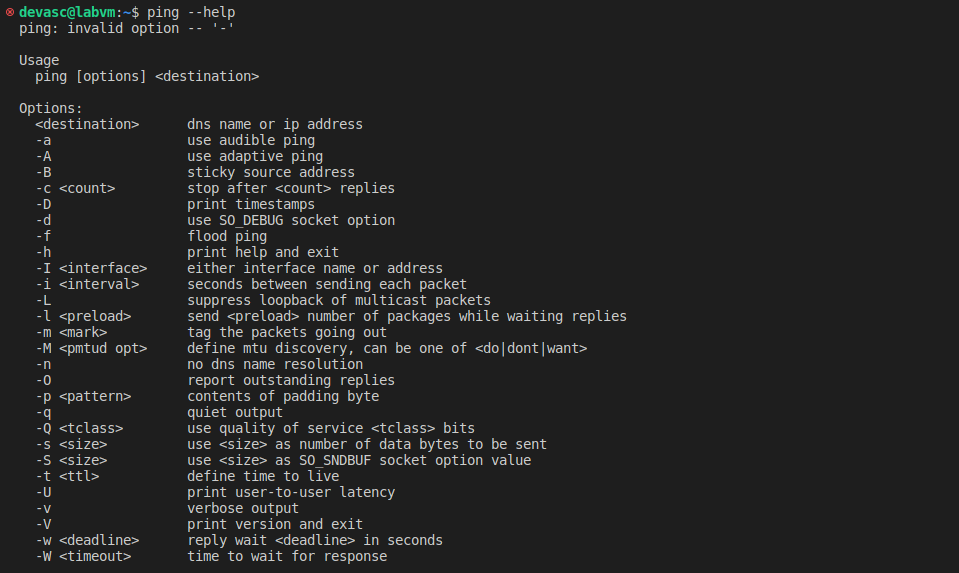 devasc@labvm:~$ ping --help
ping: invalid option -- '-'
Usage
ping [options] <destination>
Options:
<destination> dns name or ip address
-a use audible ping
-A use adaptive ping
-B sticky source address
-c <count> stop after <count> replies
-D print timestamps
-d use SO_DEBUG socket option
-f flood ping
-h print help and exit
-I <interface> either interface name or address
-i <interval> seconds between sending each packet
-L suppress loopback of multicast packets
-l <preload> send <preload> number of packages while waiting replies
-m <mark> tag the packets going out
-M <pmtud opt> define mtu discovery, can be one of <do|dont|want>
-n no dns name resolution
-O report outstanding replies
-p <pattern> contents of padding byte
-q quiet output
-Q <tclass> use quality of service <tclass> bits
-s <size> use <size> as number of data bytes to be sent
-S <size> use <size> as SO_SNDBUF socket option value
-t <ttl> define time to live
-U print user-to-user latency
-v verbose output
-V print version and exit
-w <deadline> reply wait <deadline> in seconds
-W <timeout> time to wait for response